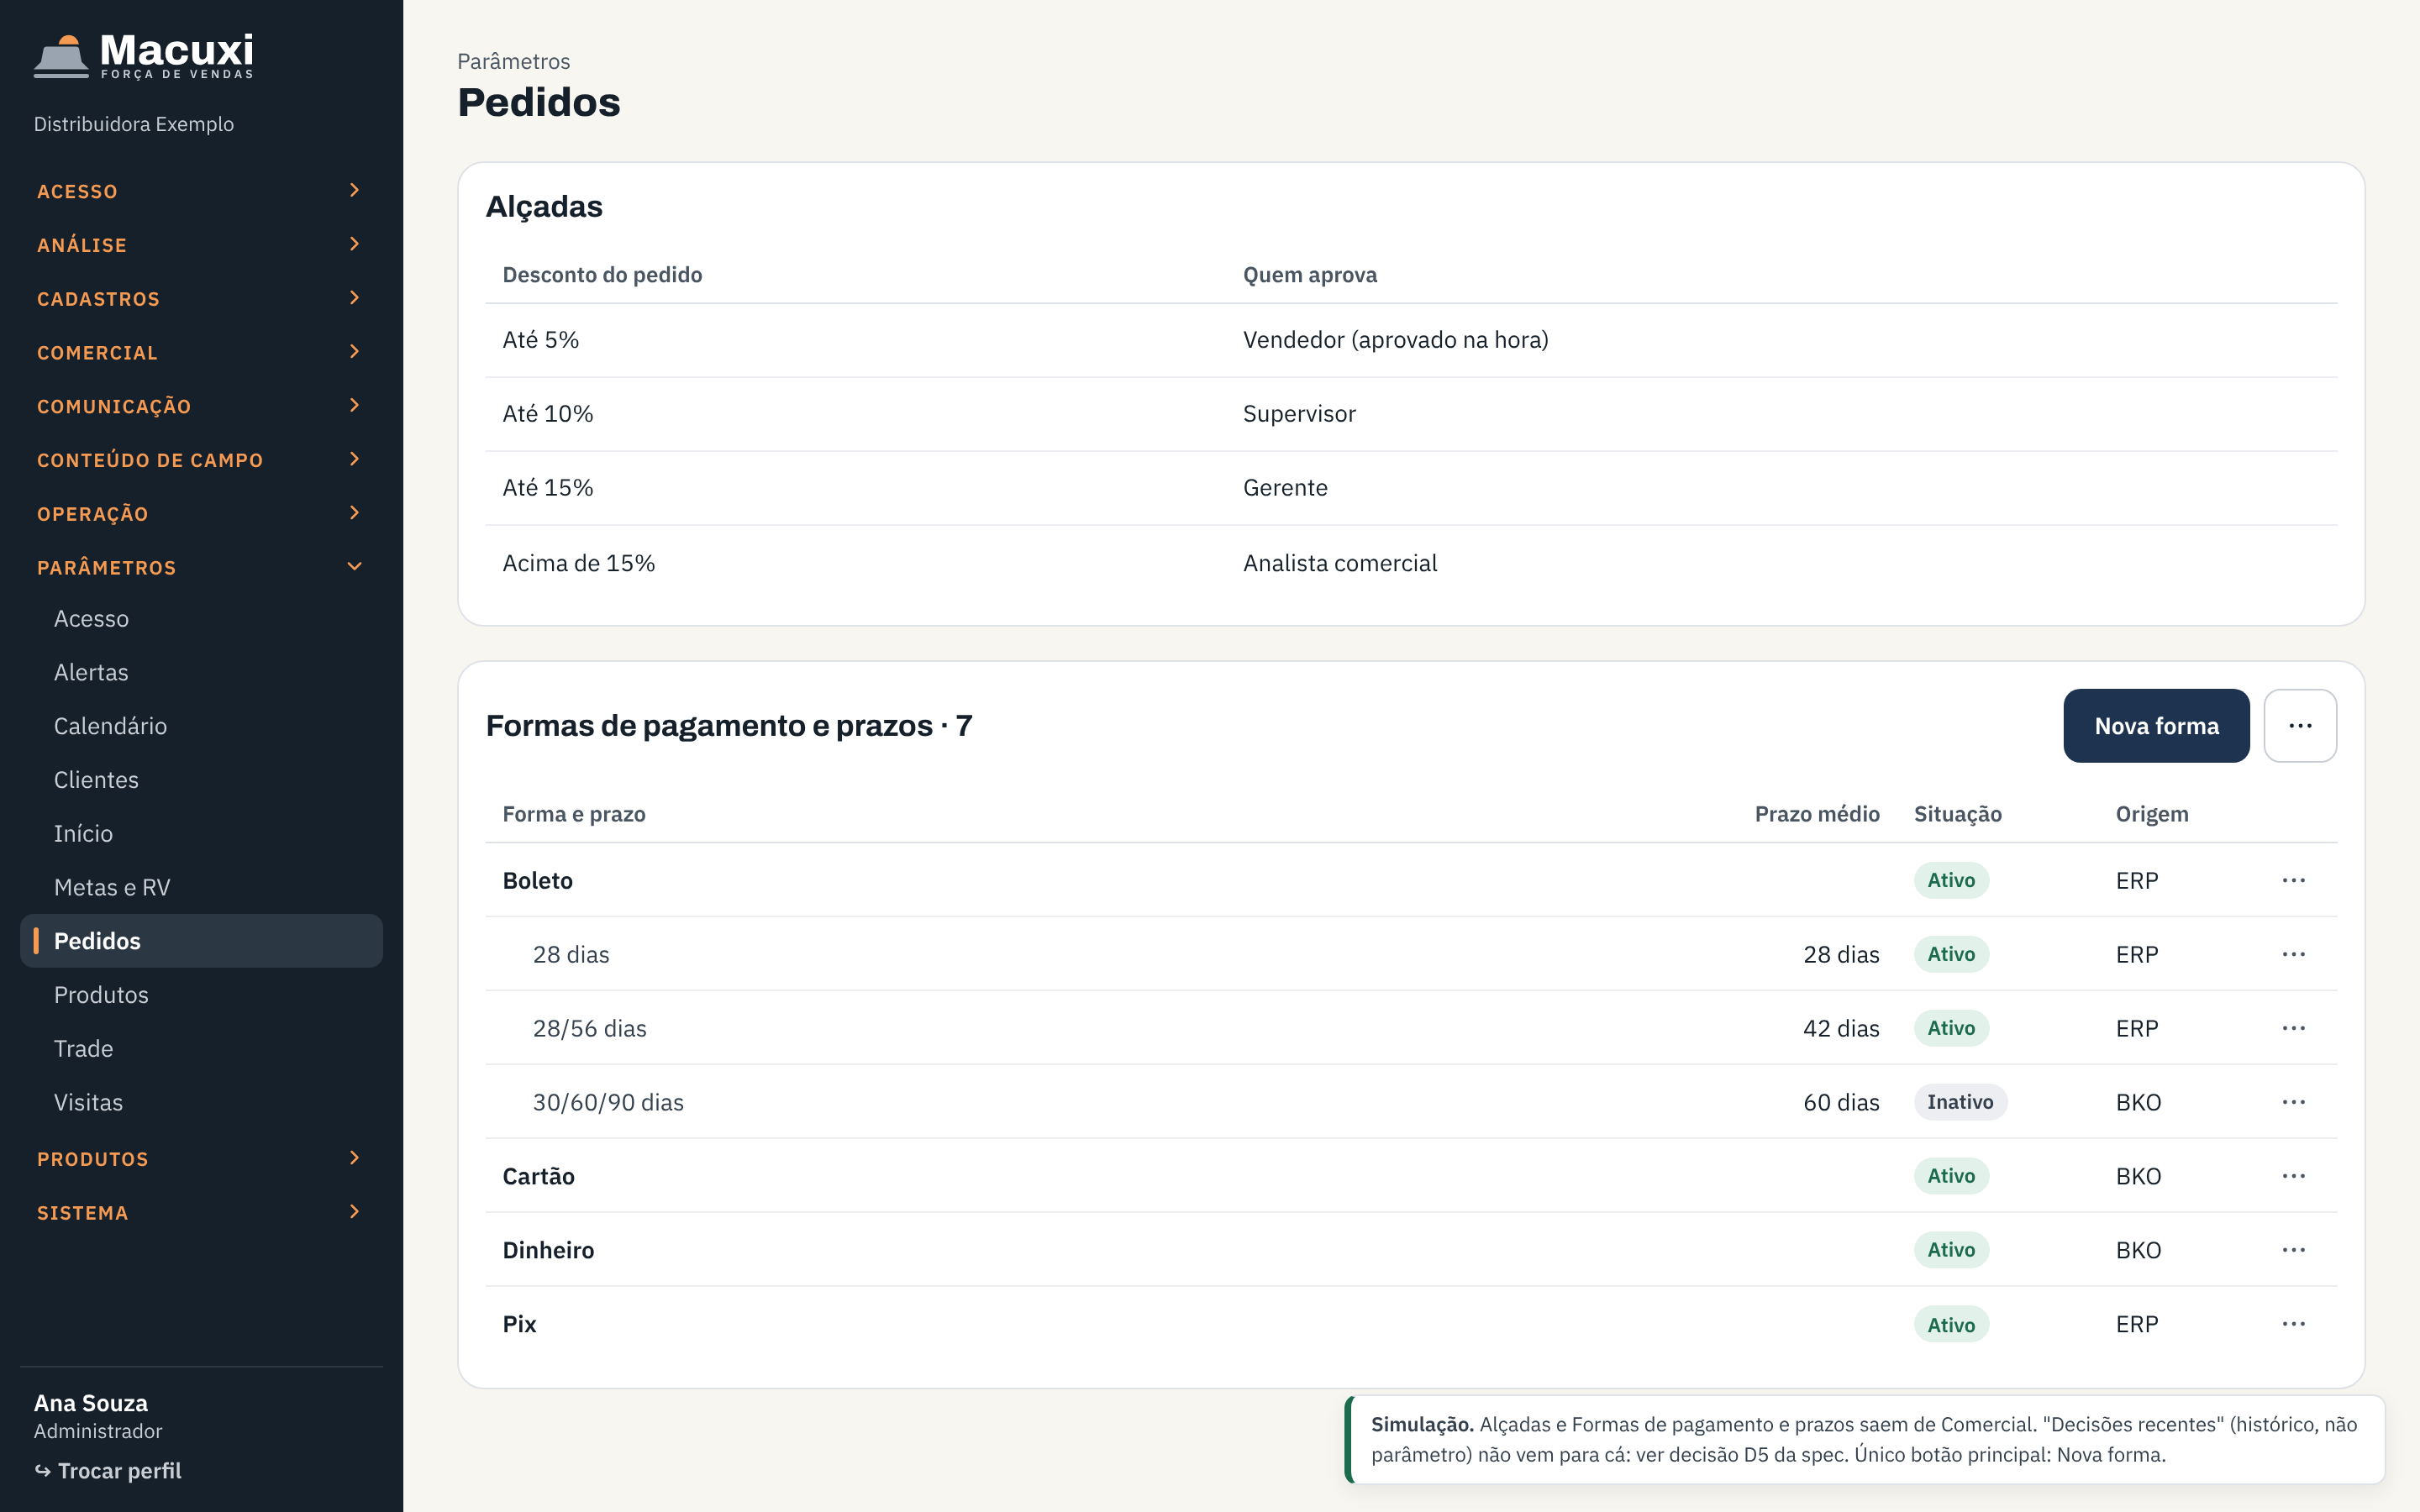 Macuxi
FORÇA DE VENDAS
Distribuidora Exemplo
ACESSO
ANÁLISE
CADASTROS
COMERCIAL
COMUNICAÇÃO
CONTEÚDO DE CAMPO
OPERAÇÃO
PARÂMETROS
Acesso
Alertas
Calendário
Clientes
Início
Metas e RV
Pedidos
Produtos
Trade
Visitas
PRODUTOS
SISTEMA
Ana Souza
Administrador
↪ Trocar perfil
Parâmetros
Pedidos
Alçadas
Desconto do pedido Quem aprova
Até 5% Vendedor (aprovado na hora)
Até 10% Supervisor
Até 15% Gerente
Acima de 15% Analista comercial
Formas de pagamento e prazos · 7 Nova forma ···
Forma e prazo Prazo médio Situação Origem
Boleto Ativo ERP ···
28 dias 28 dias Ativo ERP ···
28/56 dias 42 dias Ativo ERP ···
30/60/90 dias 60 dias Inativo BKO ···
Cartão Ativo BKO ···
Dinheiro Ativo BKO ···
Pix Ativo ERP ···
Simulação. Alçadas e Formas de pagamento e prazos saem de Comercial. "Decisões recentes" (histórico, não
parâmetro) não vem para cá: ver decisão D5 da spec. Único botão principal: Nova forma.